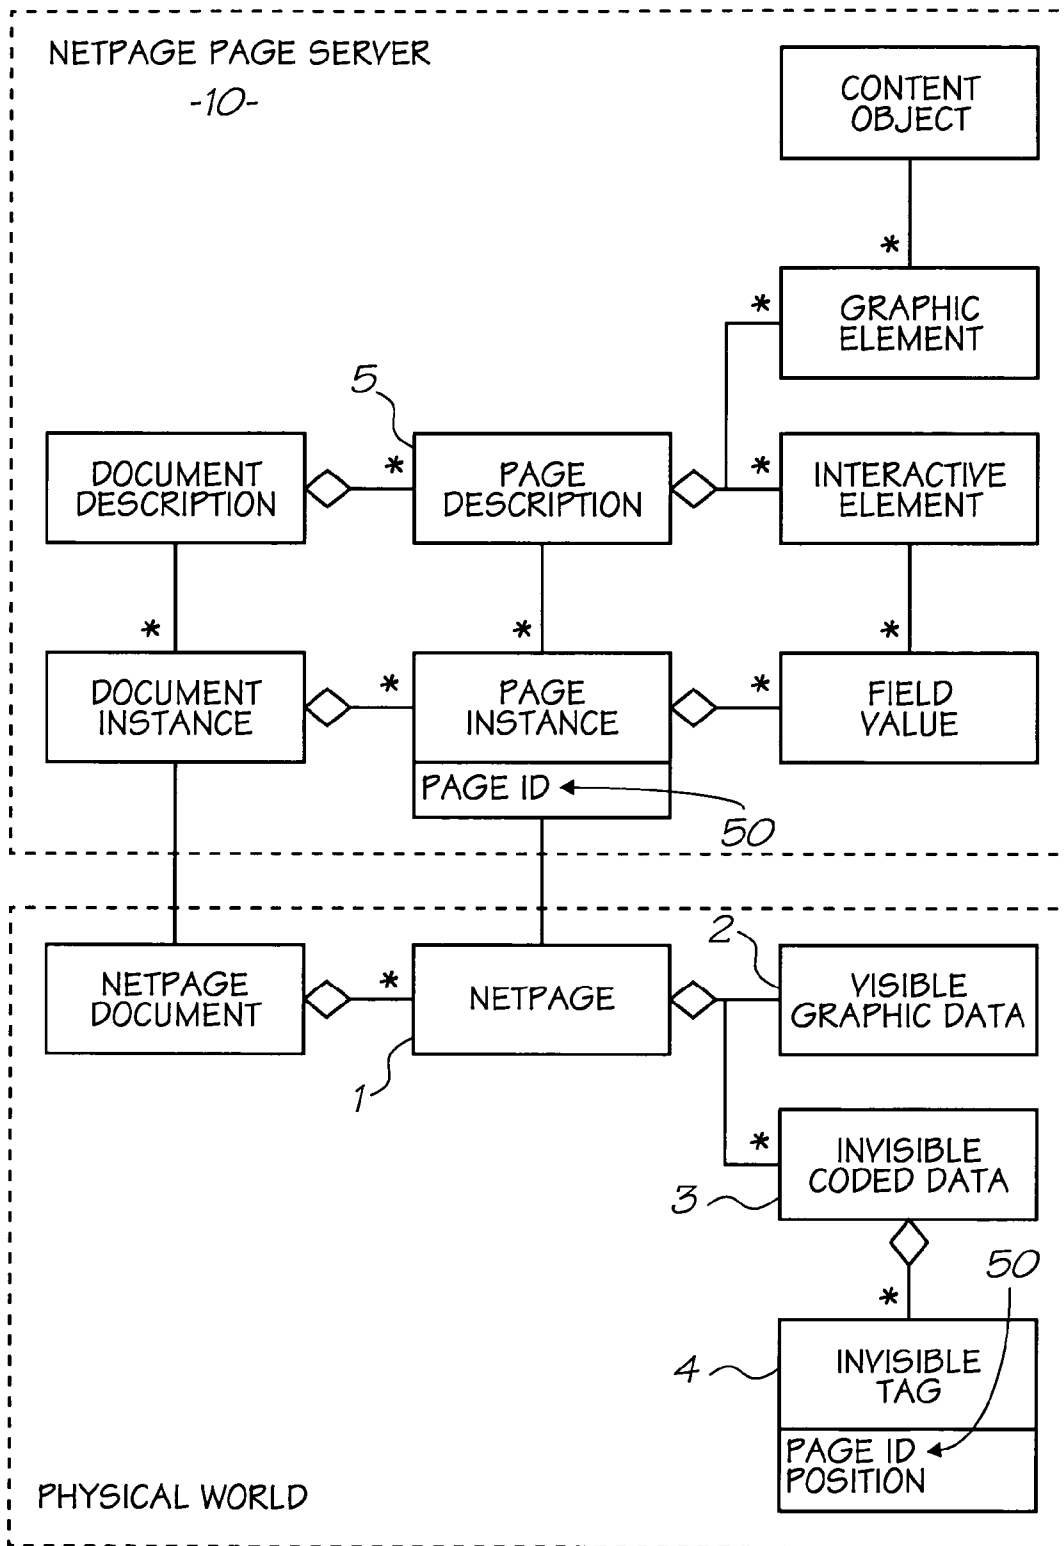 NETPAGE PAGE SERVER
-10-
CONTENT
OBJECT
*
*
GRAPHIC
ELEMENT
5
DOCUMENT
DESCRIPTION
*
PAGE
DESCRIPTION
*
INTERACTIVE
ELEMENT
*
*
*
DOCUMENT
INSTANCE
*
PAGE
INSTANCE
*
FIELD
VALUE
PAGE ID
50
NETPAGE
DOCUMENT
*
NETPAGE
1
2
VISIBLE
GRAPHIC DATA
*
INVISIBLE
CODED DATA
3
50
*
4
INVISIBLE
TAG
PAGE ID
POSITION
PHYSICAL WORLD